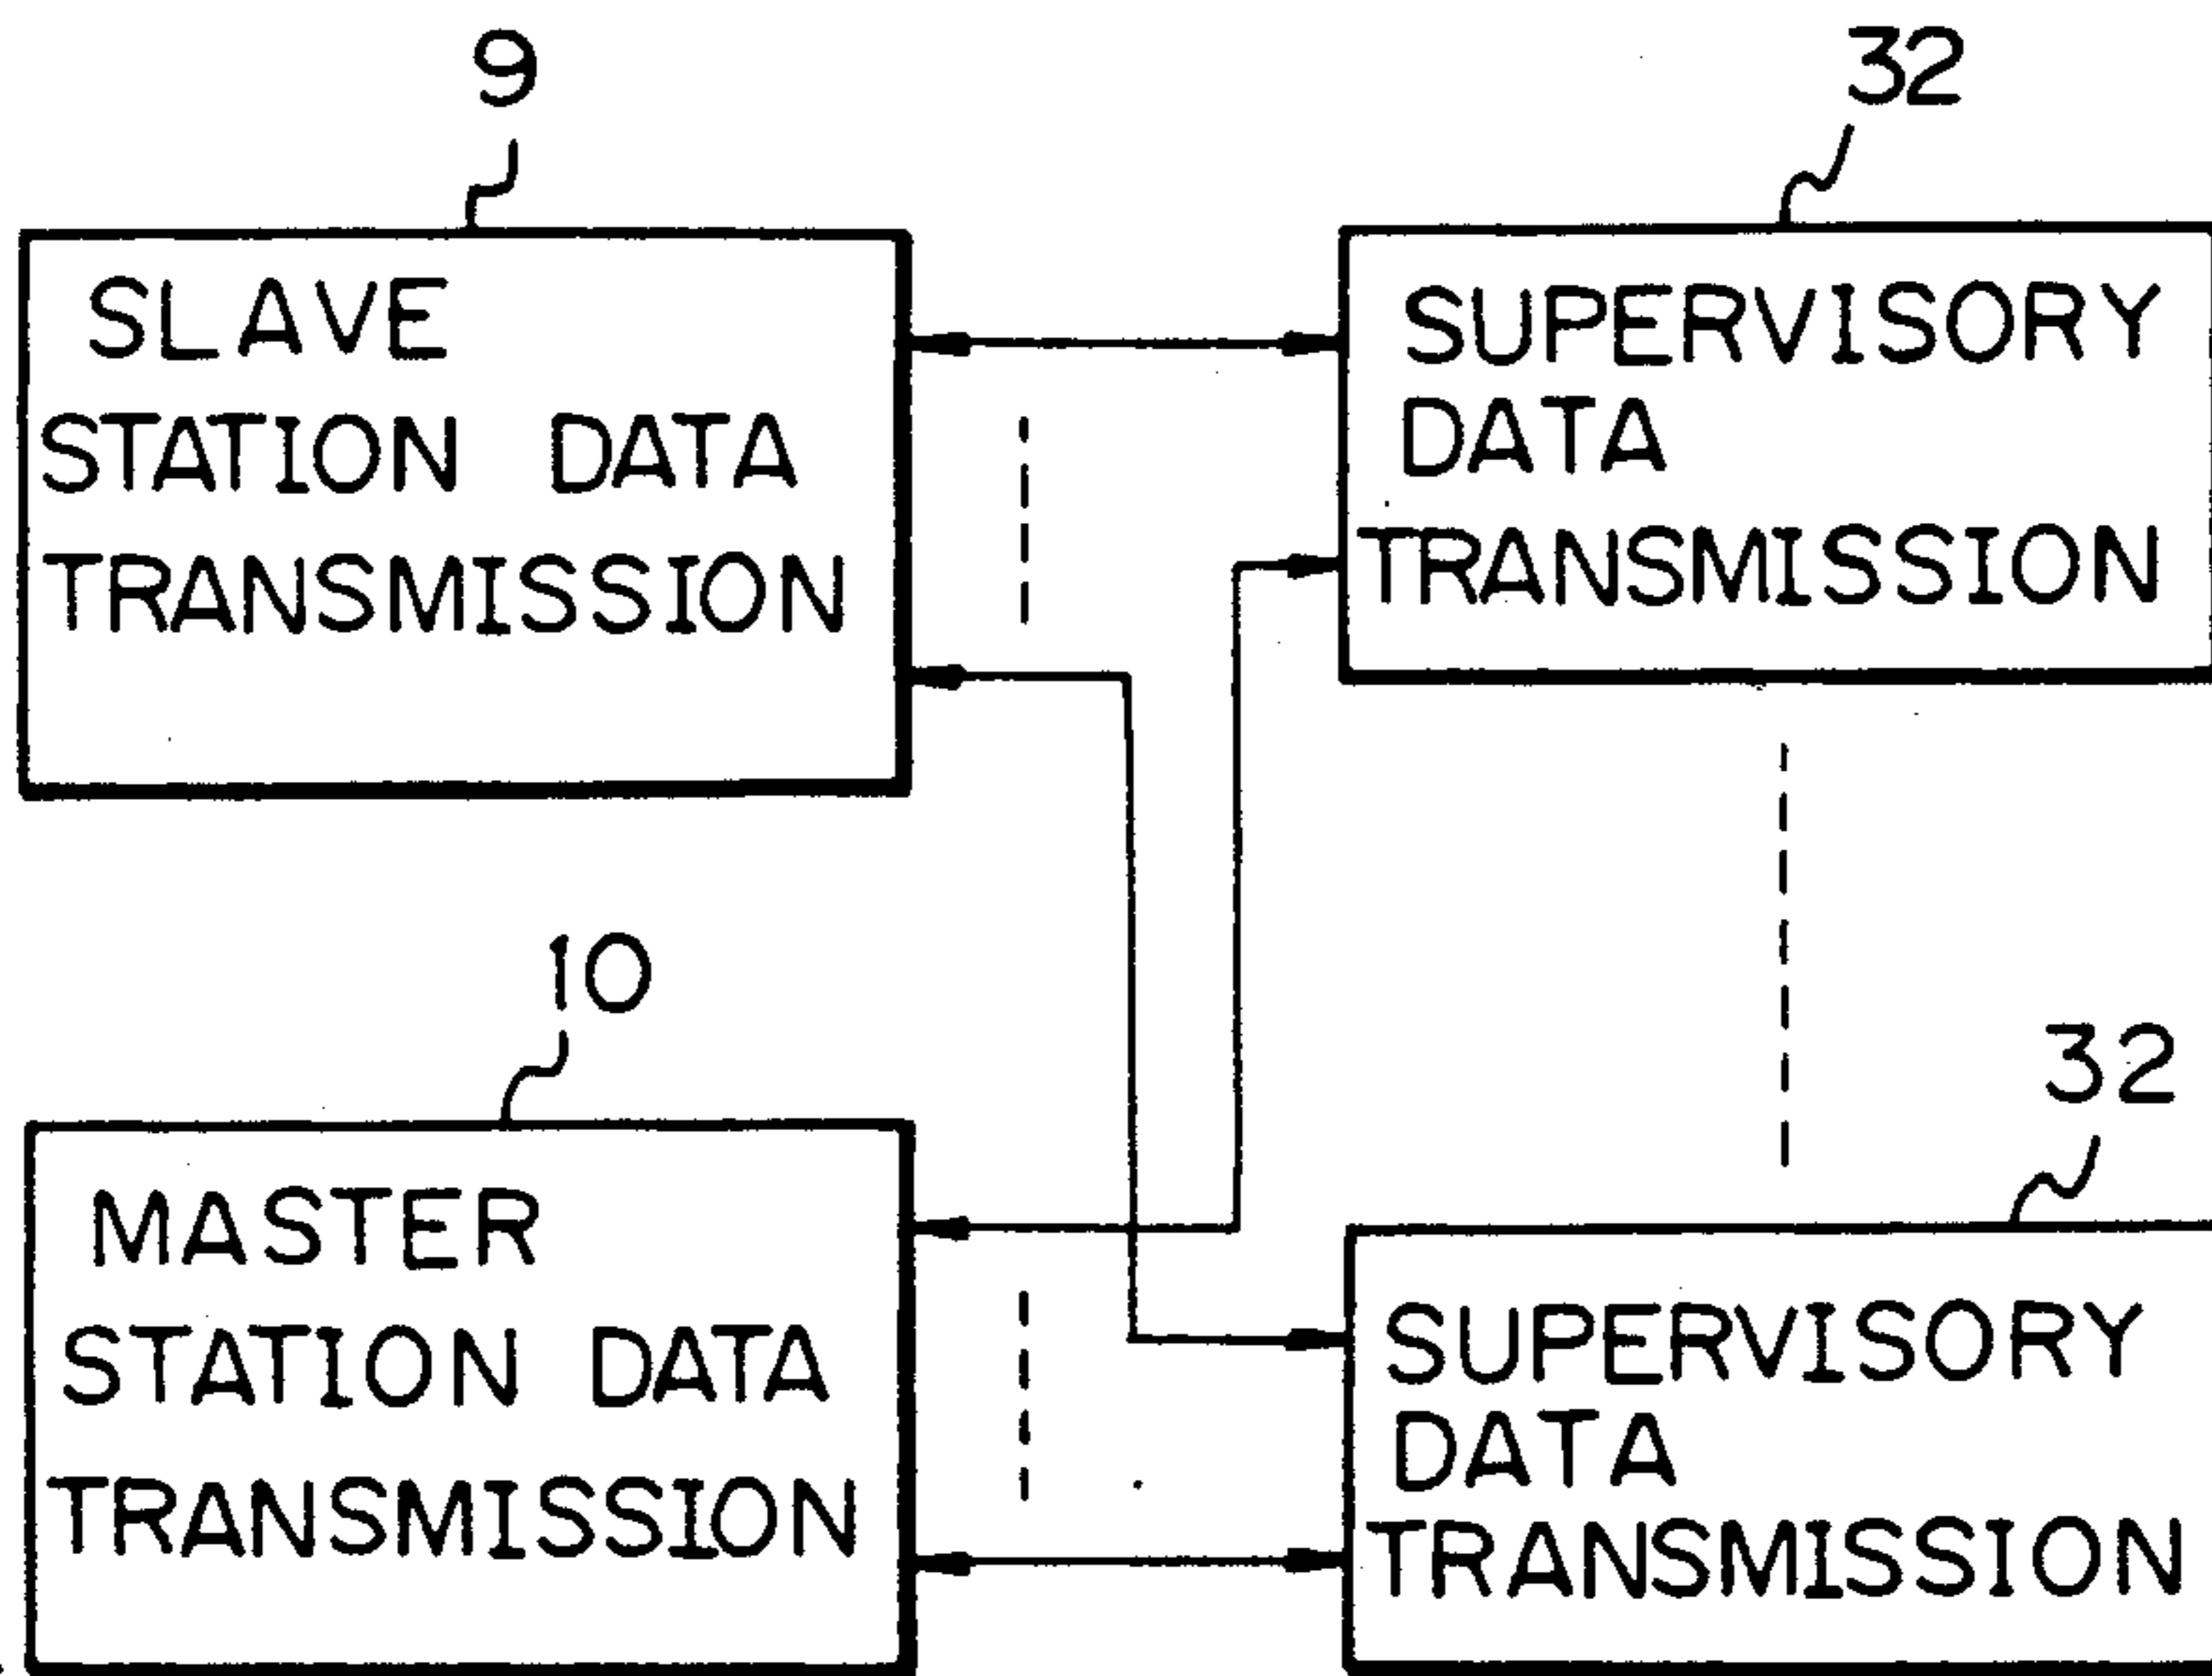 9
SLAVE
STATION DATA
TRANSMISSION
32
SUPERVISORY
DATA
TRANSMISSION
10
MASTER
STATION DATA
TRANSMISSION
32
SUPERVISORY
DATA
TRANSMISSION